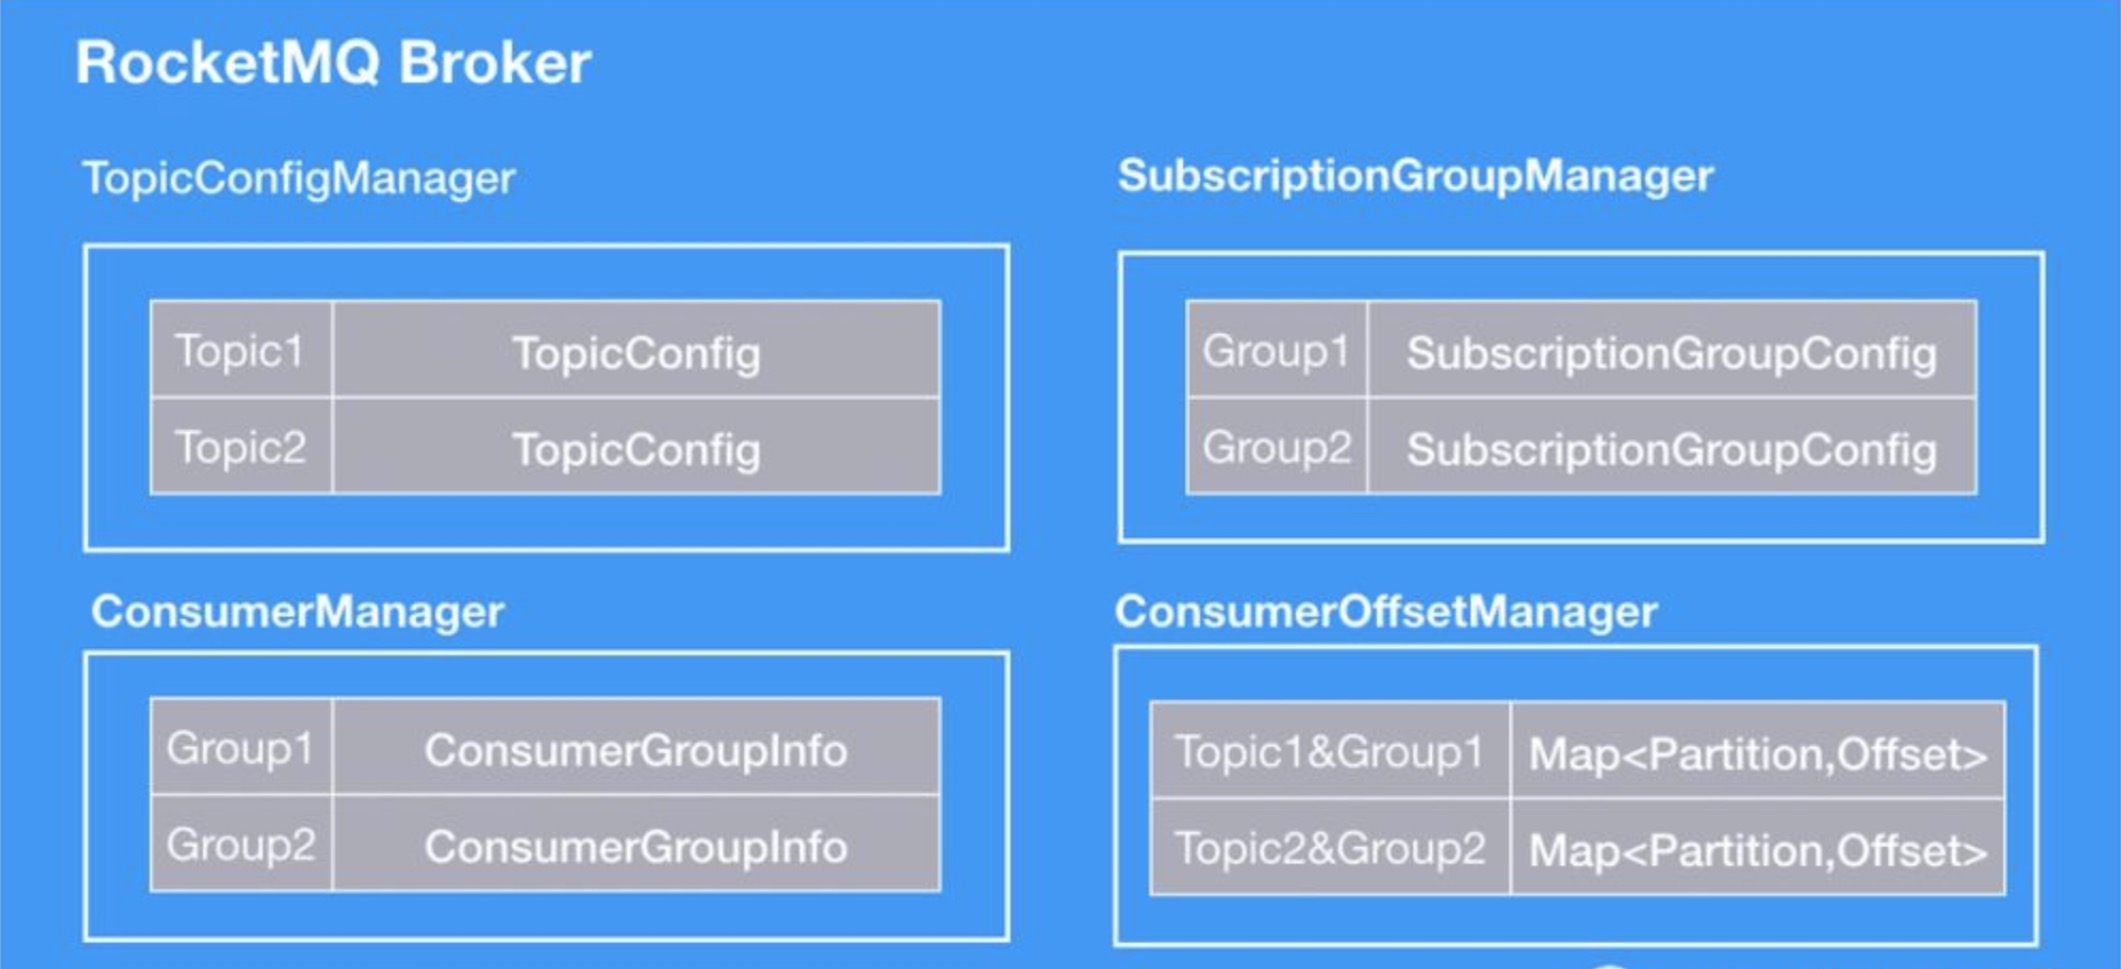 RocketMQ Broker
TopicConfigManager
Topic1 TopicConfig
Topic2 TopicConfig
SubscriptionGroupManager
Group1 SubscriptionGroupConfig
Group2 SubscriptionGroupConfig
ConsumerManager
Group1 ConsumerGroupInfo
Group2 ConsumerGroupInfo
ConsumerOffsetManager
Topic1&Group1 Map<Partition,Offset>
Topic2&Group2 Map<Partition,Offset>